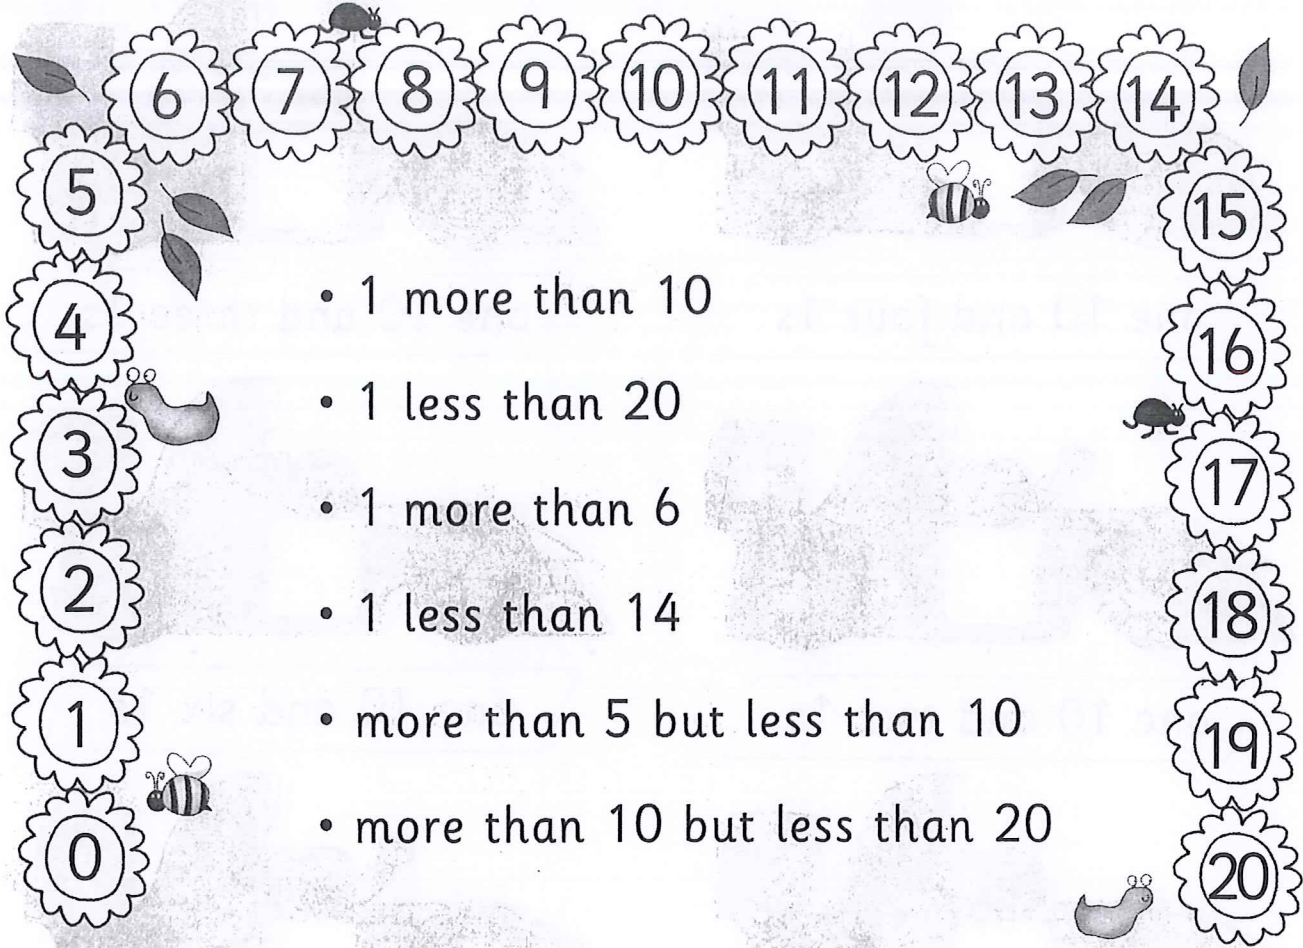 6 7 8 9 10 11 12 13 14
5
4
3
2
1
0
15
16
17
18
19
20
• 1 more than 10
• 1 less than 20
• 1 more than 6
• 1 less than 14
• more than 5 but less than 10
• more than 10 but less than 20